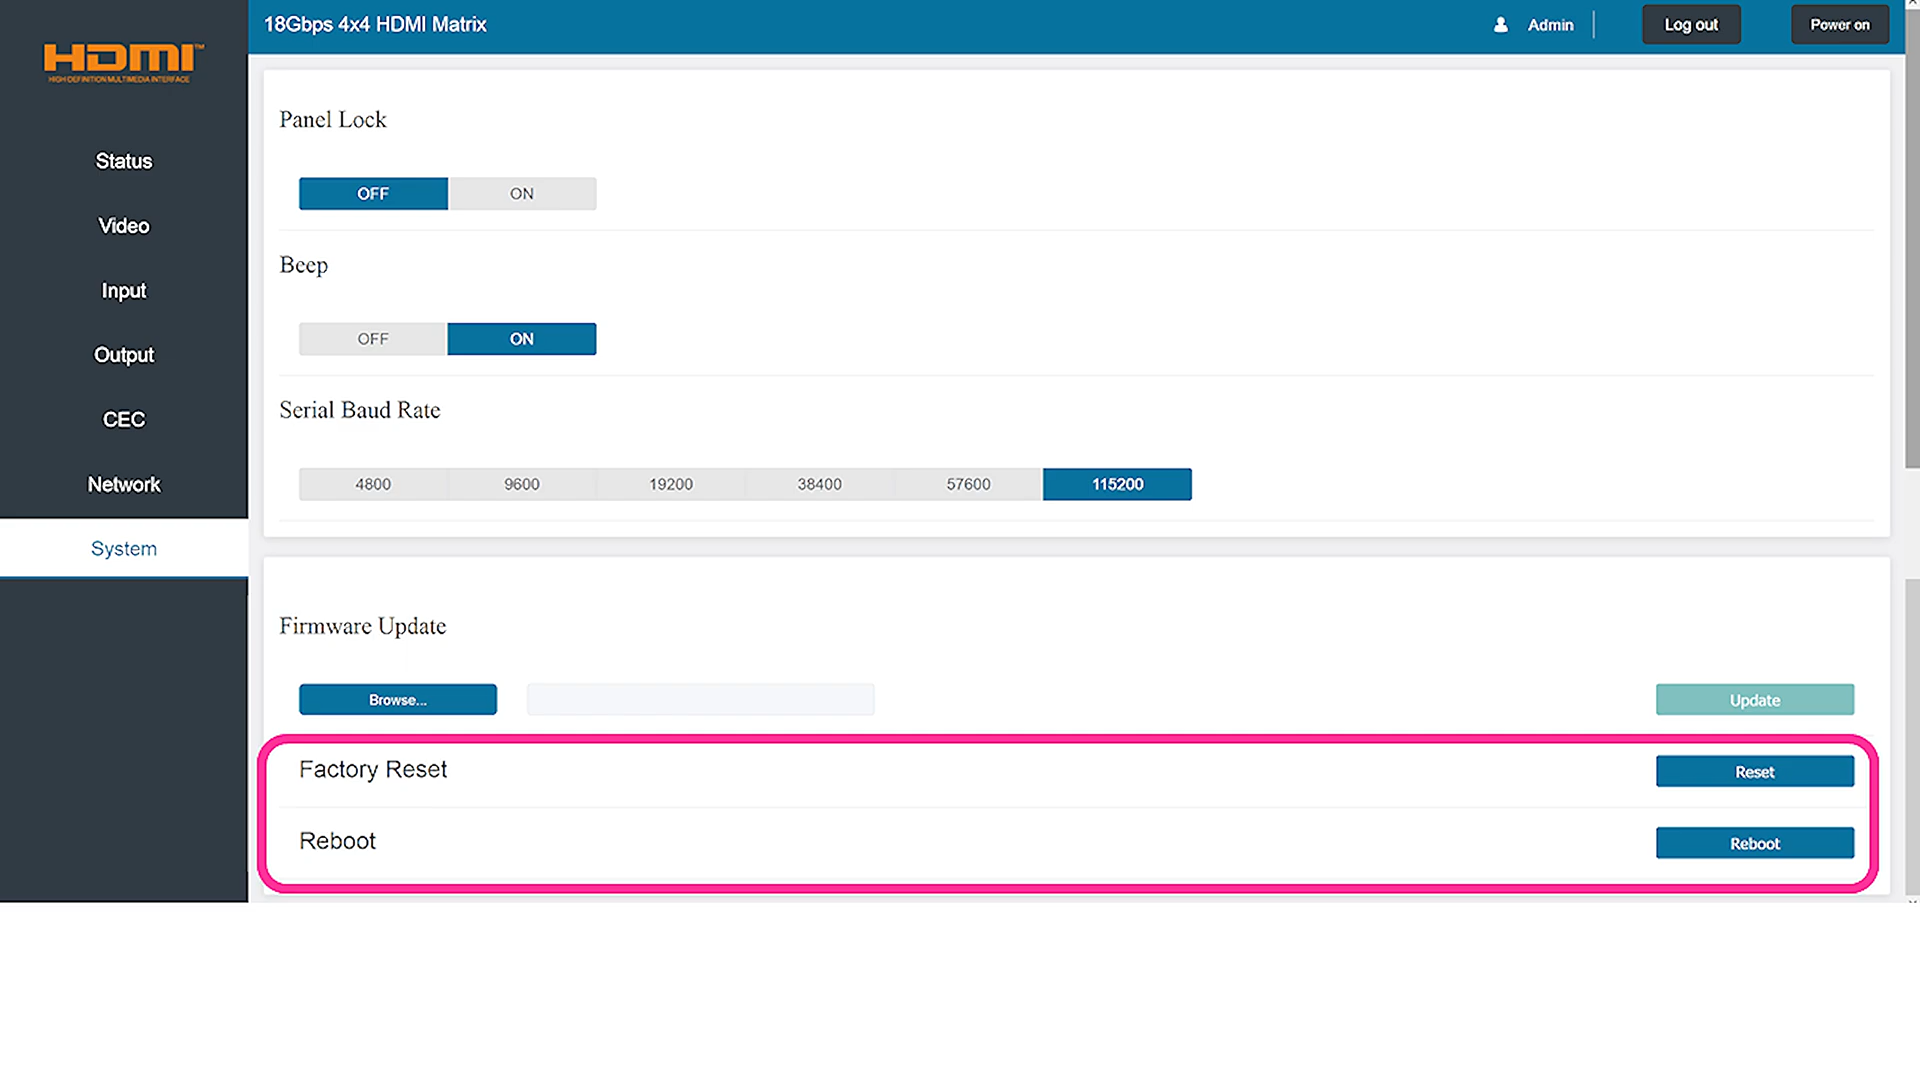 18Gbps 4x4 HDMI Matrix
Admin
Log out
Power on
HDMI™
HIGH DEFINITION MULTIMEDIA INTERFACE
Status
Video
Input
Output
CEC
Network
System
Panel Lock
OFF ON
Beep
OFF ON
Serial Baud Rate
4800 9600 19200 38400 57600 115200
Firmware Update
Browse... Update
Factory Reset Reset
Reboot Reboot